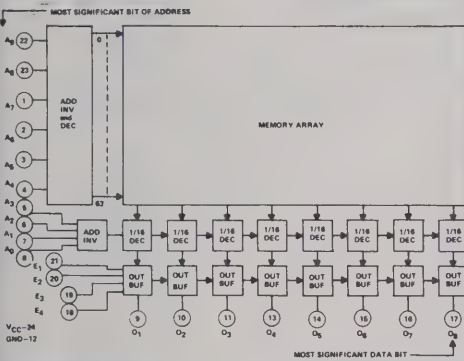 MOST SIGNIFICANT BIT OF ADDRESS
A9 22
A8 23
A7 1
A6 2
A5 3
A4 4
A3 5
A2 6
A1 7
A0 8
ADD
INV
and
DEC
0
63
MEMORY ARRAY
ADD
INV
1/16
DEC
1/16
DEC
1/16
DEC
1/16
DEC
1/16
DEC
1/16
DEC
1/16
DEC
1/16
DEC
E1 21
E2 20
E3 19
E4 18
OUT
BUF
OUT
BUF
OUT
BUF
OUT
BUF
OUT
BUF
OUT
BUF
OUT
BUF
OUT
BUF
9 10 11 13 14 15 16 17
O1 O2 O3 O4 O5 O6 O7 O8
VCC-24
GND-12
MOST SIGNIFICANT DATA BIT